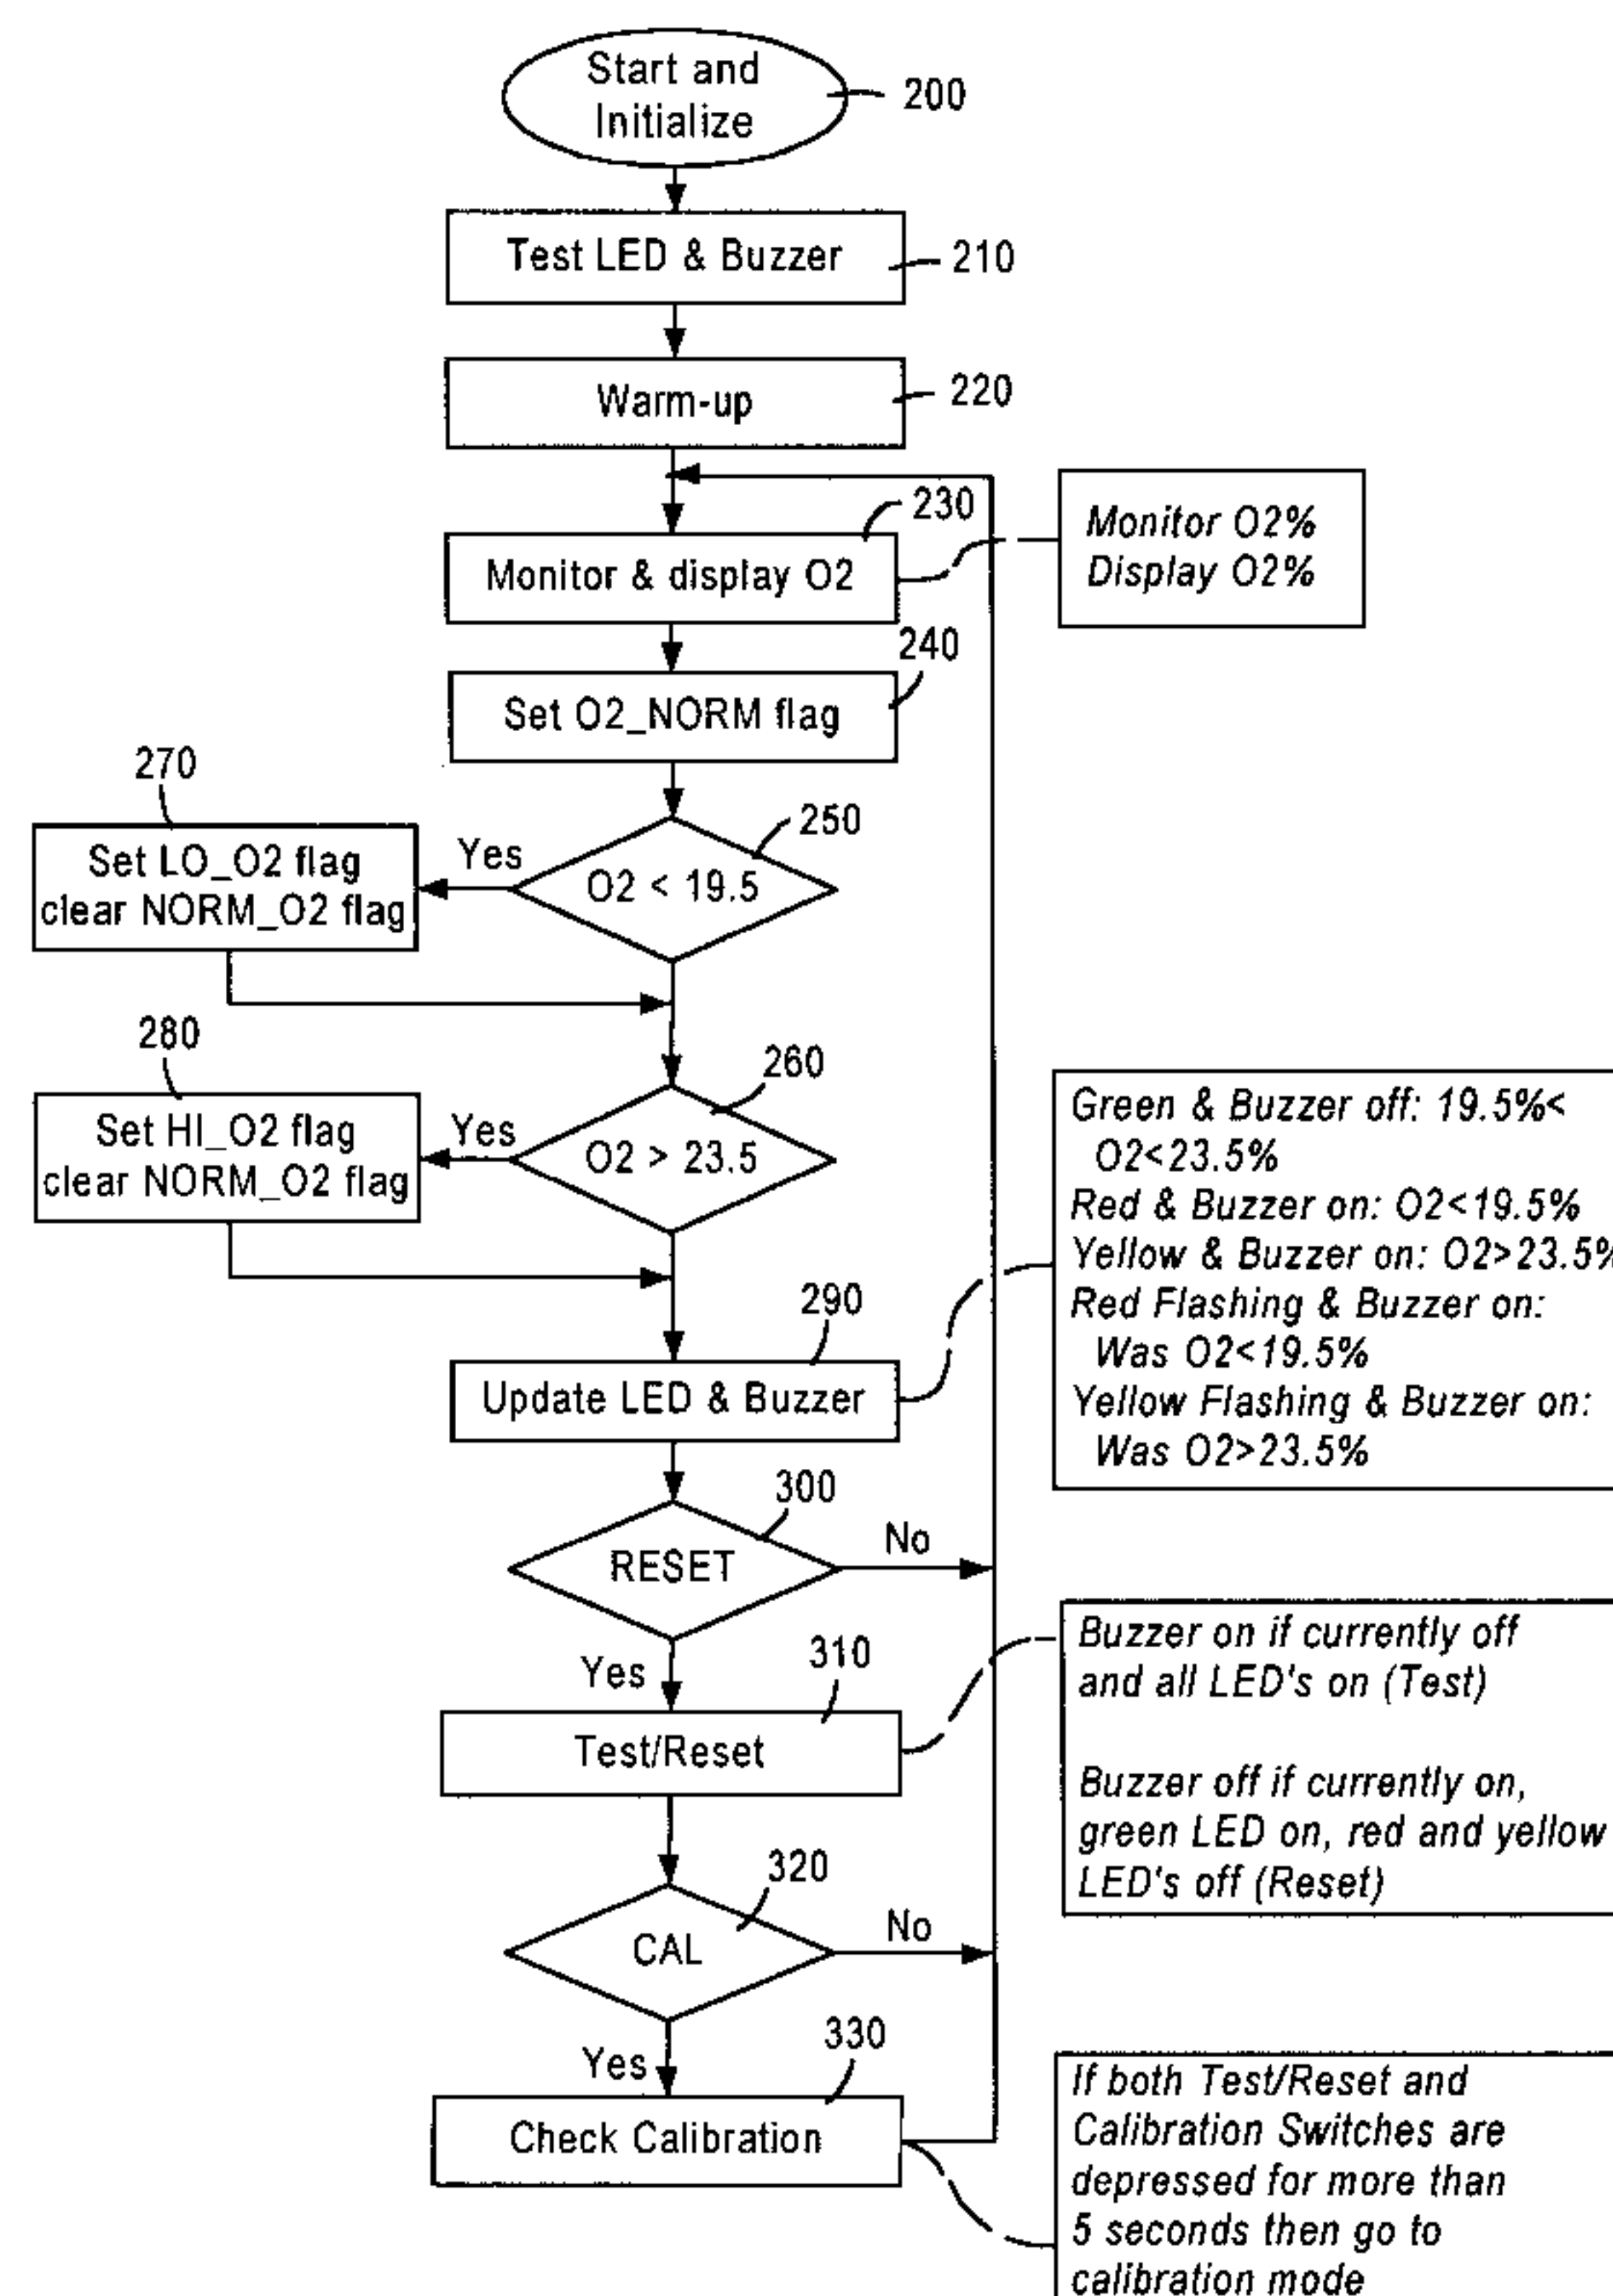 Start and
Initialize
200
Test LED & Buzzer
210
Warm-up
220
230
Monitor & display O2
Monitor O2%
Display O2%
240
Set O2_NORM flag
270
Set LO_O2 flag
clear NORM_O2 flag
Yes
250
O2 < 19.5
280
Set HI_O2 flag
clear NORM_O2 flag
Yes
260
O2 > 23.5
Green & Buzzer off: 19.5%<
O2<23.5%
Red & Buzzer on: O2<19.5%
Yellow & Buzzer on: O2>23.5%
Red Flashing & Buzzer on:
Was O2<19.5%
Yellow Flashing & Buzzer on:
Was O2>23.5%
290
Update LED & Buzzer
300
RESET
No
Yes
310
Test/Reset
Buzzer on if currently off
and all LED's on (Test)
Buzzer off if currently on,
green LED on, red and yellow
LED's off (Reset)
320
CAL
No
Yes
330
Check Calibration
If both Test/Reset and
Calibration Switches are
depressed for more than
5 seconds then go to
calibration mode